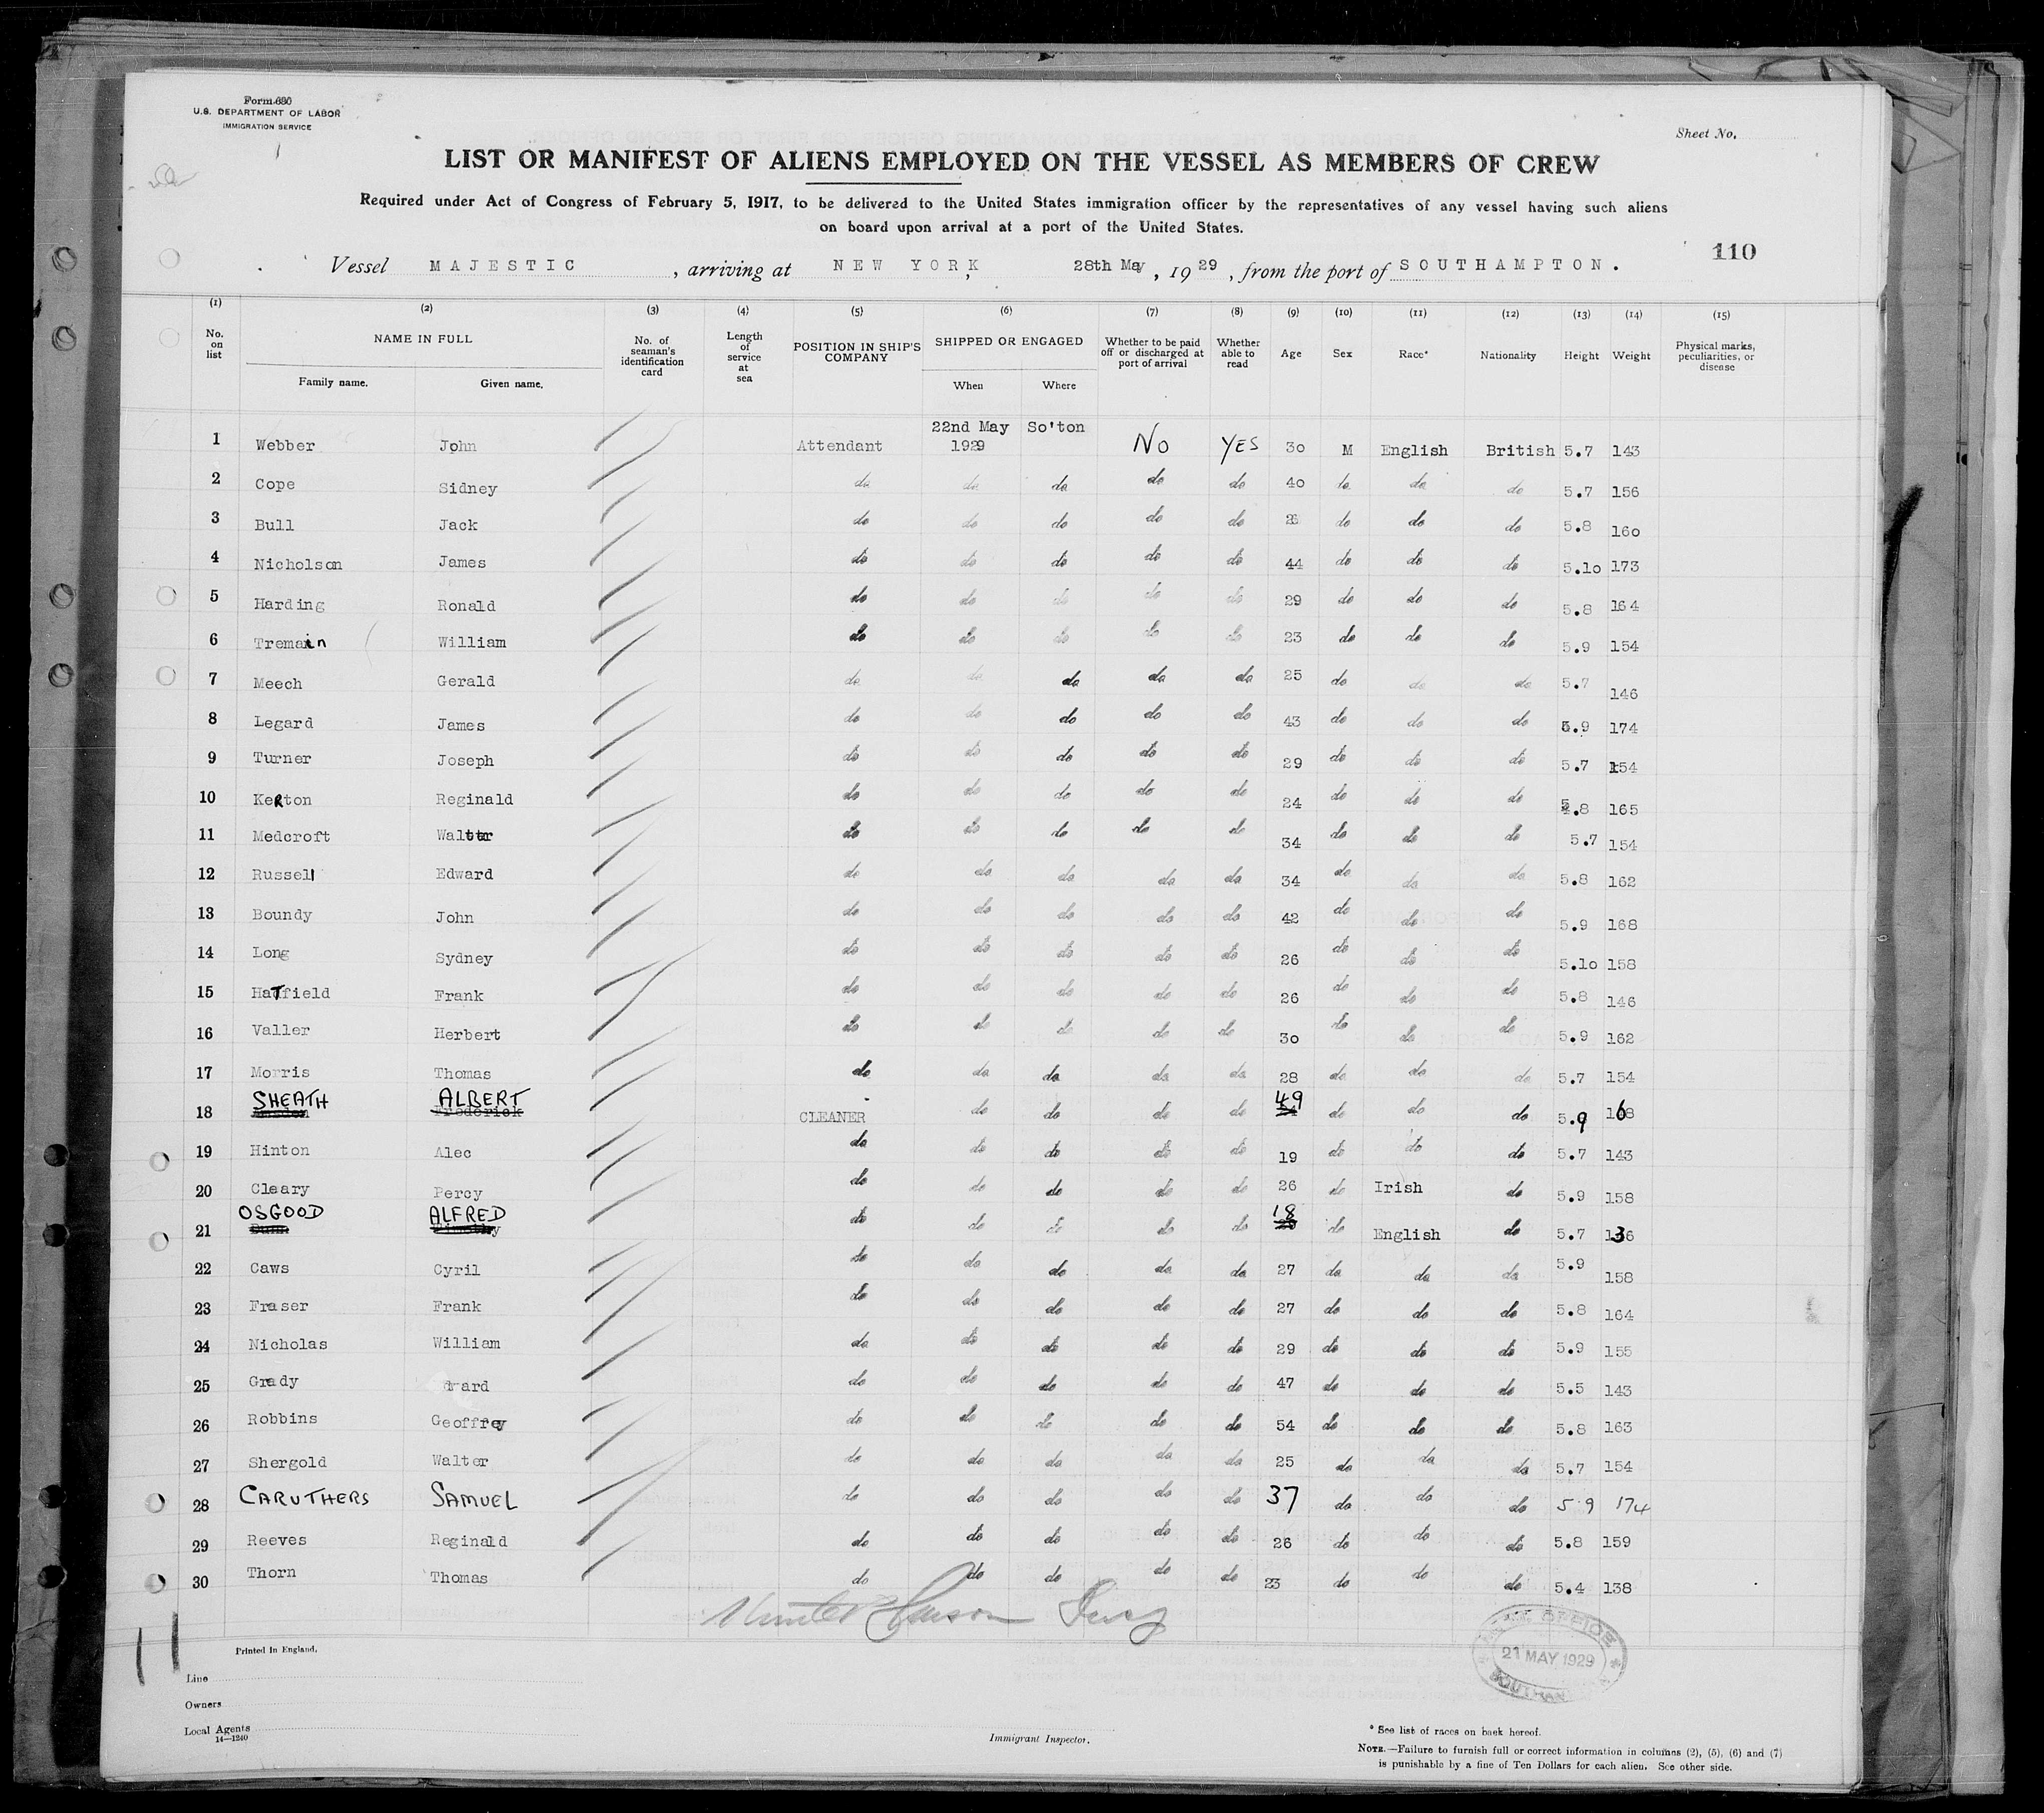 Form 680
U.S. DEPARTMENT OF LABOR
IMMIGRATION SERVICE
Sheet No.
LIST OR MANIFEST OF ALIENS EMPLOYED ON THE VESSEL AS MEMBERS OF CREW
Required under Act of Congress of February 5, 1917, to be delivered to the United States immigration officer by the representatives of any vessel having such aliens
on board upon arrival at a port of the United States.
110
Vessel MAJESTIC, arriving at NEW YORK, 28th May, 1929, from the port of SOUTHAMPTON.
(1) (2) (3) (4) (5) (6) (7) (8) (9) (10) (11) (12) (13) (14) (15)
No. on list NAME IN FULL Family name. Given name. No. of seaman's identification card Length of service at sea POSITION IN SHIP'S COMPANY SHIPPED OR ENGAGED When Where Whether to be paid off or discharged at port of arrival Whether able to read Age Sex Race* Nationality Height Weight Physical marks, peculiarities, or disease
1 Webber John Attendant 22nd May 1929 So'ton No YES 30 M English British 5.7 143
2 Cope Sidney do do do do do 40 do do do 5.7 156
3 Bull Jack do do do do do do do do 5.8 160
4 Nicholson James do do do do do 44 do do do 5.10 173
5 Harding Ronald do do do do do 29 do do do 5.8 164
6 Tremain William do do do do do 23 do do do 5.9 154
7 Meech Gerald do do do do do 25 do do do 5.7 146
8 Legard James do do do do do 43 do do do 5.9 174
9 Turner Joseph do do do do do 29 do do do 5.7 154
10 KeRton Reginald do do do do do 24 do do do 5.8 165
11 Medcroft Walter do do do do do 34 do do do 5.7 154
12 Russell Edward do do do do do 34 do do do 5.8 162
13 Boundy John do do do do do 42 do do do 5.9 168
14 Long Sydney do do do do do 26 do do do 5.10 158
15 HaTfield Frank do do do do do 26 do do do 5.8 146
16 Valler Herbert do do do do do 30 do do do 5.9 162
17 Morris Thomas do do do do do 28 do do do 5.7 154
18 SHEATH ALBERT Frederick CLEANER do do do do 49 do do do 5.9 168
19 Hinton Alec do do do do do 19 do do do 5.7 143
20 Cleary Percy do do do do do 26 do Irish do 5.9 158
21 OSGOOD ALFRED do do do do do 18 do English do 5.7 136
22 Caws Cyril do do do do do 27 do do do 5.9 158
23 Fraser Frank do do do do do 27 do do do 5.8 164
24 Nicholas William do do do do do 29 do do do 5.9 155
25 Grady do do do do do 47 do do do 5.5 143
26 Robbins Geoffrey do do do do do 54 do do do 5.8 163
27 Shergold Walter do do do do do 25 do do do 5.7 154
28 CARUTHERS SAMUEL do do do do do 37 do do do 5 9 174
29 Reeves Reginald do do do do do 26 do do do 5.8 159
30 Thorn Thomas do do do do do 23 do do do 5.4 138
11
Printed in England.
Line
Owners
Local Agents
14—1240
Immigrant Inspector.
OFFICE
21 MAY 1929
* See list of races on back hereof.
NOTE.—Failure to furnish full or correct information in columns (2), (5), (6) and (7)
is punishable by a fine of Ten Dollars for each alien. See other side.